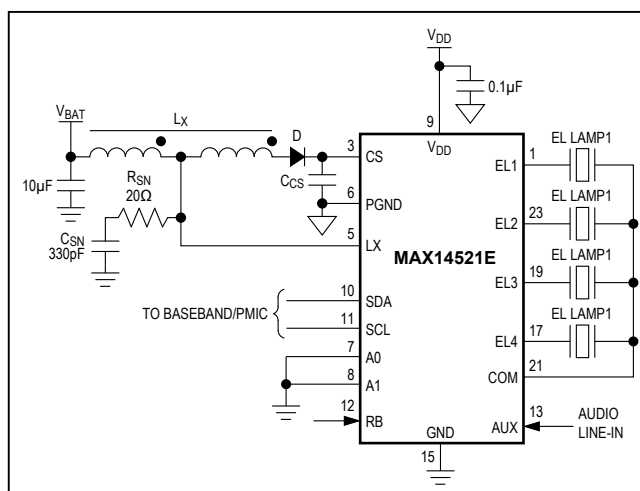 VDD
0.1µF
VBAT
LX
D
3
CS
9
VDD
EL1
1
EL LAMP1
10µF
RSN
20Ω
CCS
6
PGND
EL2
23
EL LAMP1
CSN
330pF
5
LX
MAX14521E
EL3
19
EL LAMP1
TO BASEBAND/PMIC
10
SDA
11
SCL
EL4
17
EL LAMP1
7
A0
COM
21
8
A1
12
RB
AUX
13
AUDIO
LINE-IN
GND
15